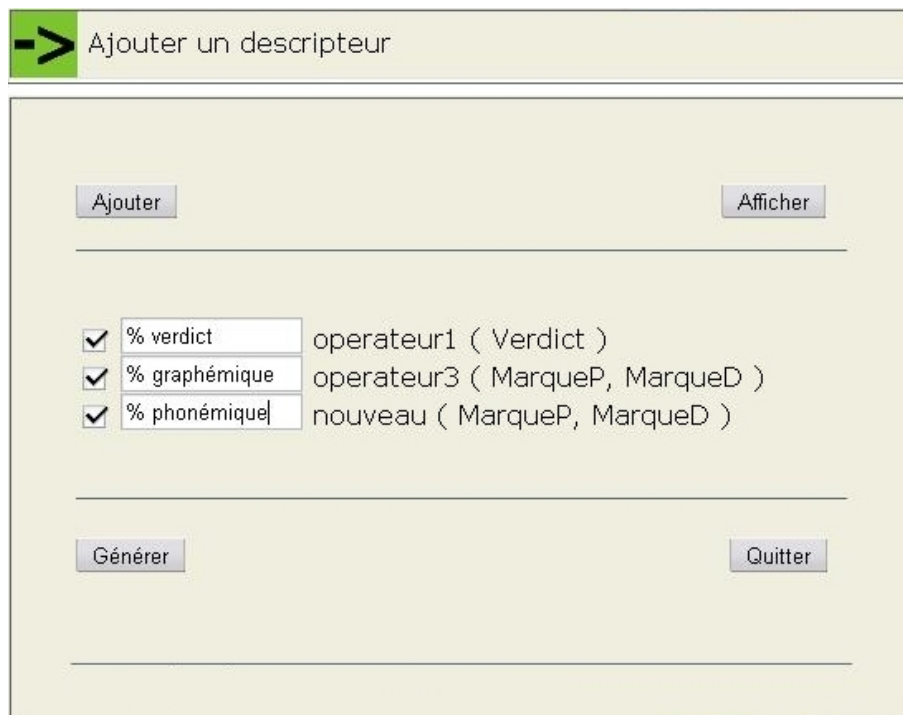 -> Ajouter un descripteur
Ajouter Afficher
% verdict operateur1 ( Verdict )
% graphémique operateur3 ( MarqueP, MarqueD )
% phonémique nouveau ( MarqueP, MarqueD )
Générer Quitter